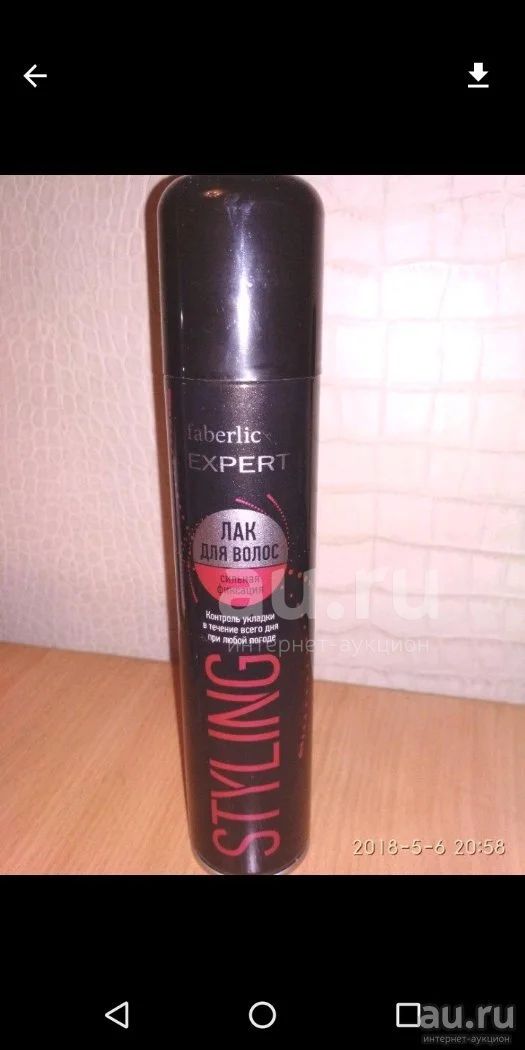 faberlic
EXPERT
ЛАК
ДЛЯ ВОЛОС
сильная
фиксация
Контроль укладки
в течение всего дня
при любой погоде
STYLING
au.ru
интернет-аукцион
2018-5-6 20:58
au.ru
интернет-аукцион